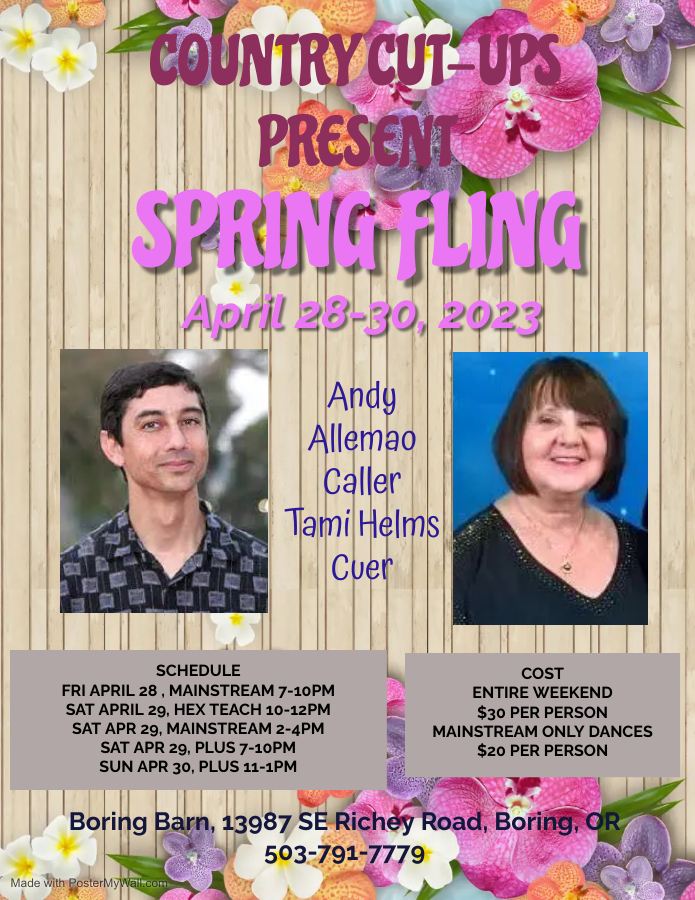 COUNTRY CUT-UPS
PRESENT
SPRING FLING
April 28-30, 2023
Andy
Allemao
Caller
Tami Helms
Cuer
SCHEDULE
FRI APRIL 28 , MAINSTREAM 7-10PM
SAT APRIL 29, HEX TEACH 10-12PM
SAT APR 29, MAINSTREAM 2-4PM
SAT APR 29, PLUS 7-10PM
SUN APR 30, PLUS 11-1PM
COST
ENTIRE WEEKEND
$30 PER PERSON
MAINSTREAM ONLY DANCES
$20 PER PERSON
Boring Barn, 13987 SE Richey Road, Boring, OR
503-791-7779
Made with PosterMyWall.com